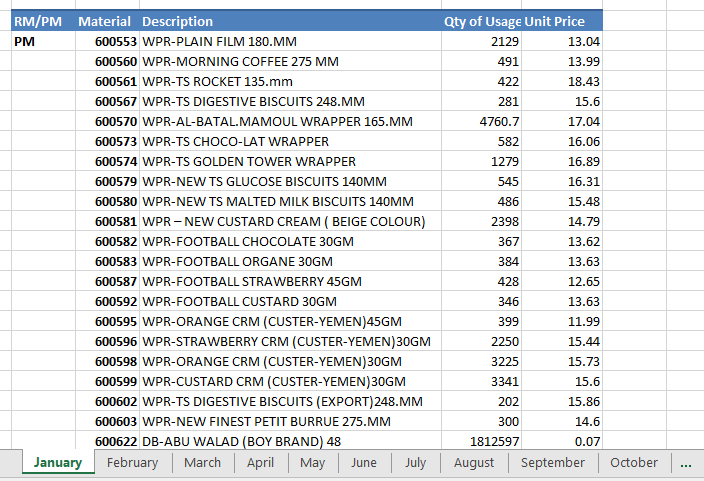 RM/PM Material Description Qty of Usage Unit Price
PM 600553 WPR-PLAIN FILM 180.MM 2129 13.04
600560 WPR-MORNING COFFEE 275 MM 491 13.99
600561 WPR-TS ROCKET 135.mm 422 18.43
600567 WPR-TS DIGESTIVE BISCUITS 248.MM 281 15.6
600570 WPR-AL-BATAL.MAMOUL WRAPPER 165.MM 4760.7 17.04
600573 WPR-TS CHOCO-LAT WRAPPER 582 16.06
600574 WPR-TS GOLDEN TOWER WRAPPER 1279 16.89
600579 WPR-NEW TS GLUCOSE BISCUITS 140MM 545 16.31
600580 WPR-NEW TS MALTED MILK BISCUITS 140MM 486 15.48
600581 WPR – NEW CUSTARD CREAM ( BEIGE COLOUR) 2398 14.79
600582 WPR-FOOTBALL CHOCOLATE 30GM 367 13.62
600583 WPR-FOOTBALL ORGANE 30GM 384 13.63
600587 WPR-FOOTBALL STRAWBERRY 45GM 428 12.65
600592 WPR-FOOTBALL CUSTARD 30GM 346 13.63
600595 WPR-ORANGE CRM (CUSTER-YEMEN)45GM 399 11.99
600596 WPR-STRAWBERRY CRM (CUSTER-YEMEN)30GM 2250 15.44
600598 WPR-ORANGE CRM (CUSTER-YEMEN)30GM 3225 15.73
600599 WPR-CUSTARD CRM (CUSTER-YEMEN)30GM 3341 15.6
600602 WPR-TS DIGESTIVE BISCUITS (EXPORT)248.MM 202 15.86
600603 WPR-NEW FINEST PETIT BURRUE 275.MM 300 14.6
600622 DB-ABU WALAD (BOY BRAND) 48 1812597 0.07
January February March April May June July August September October ...